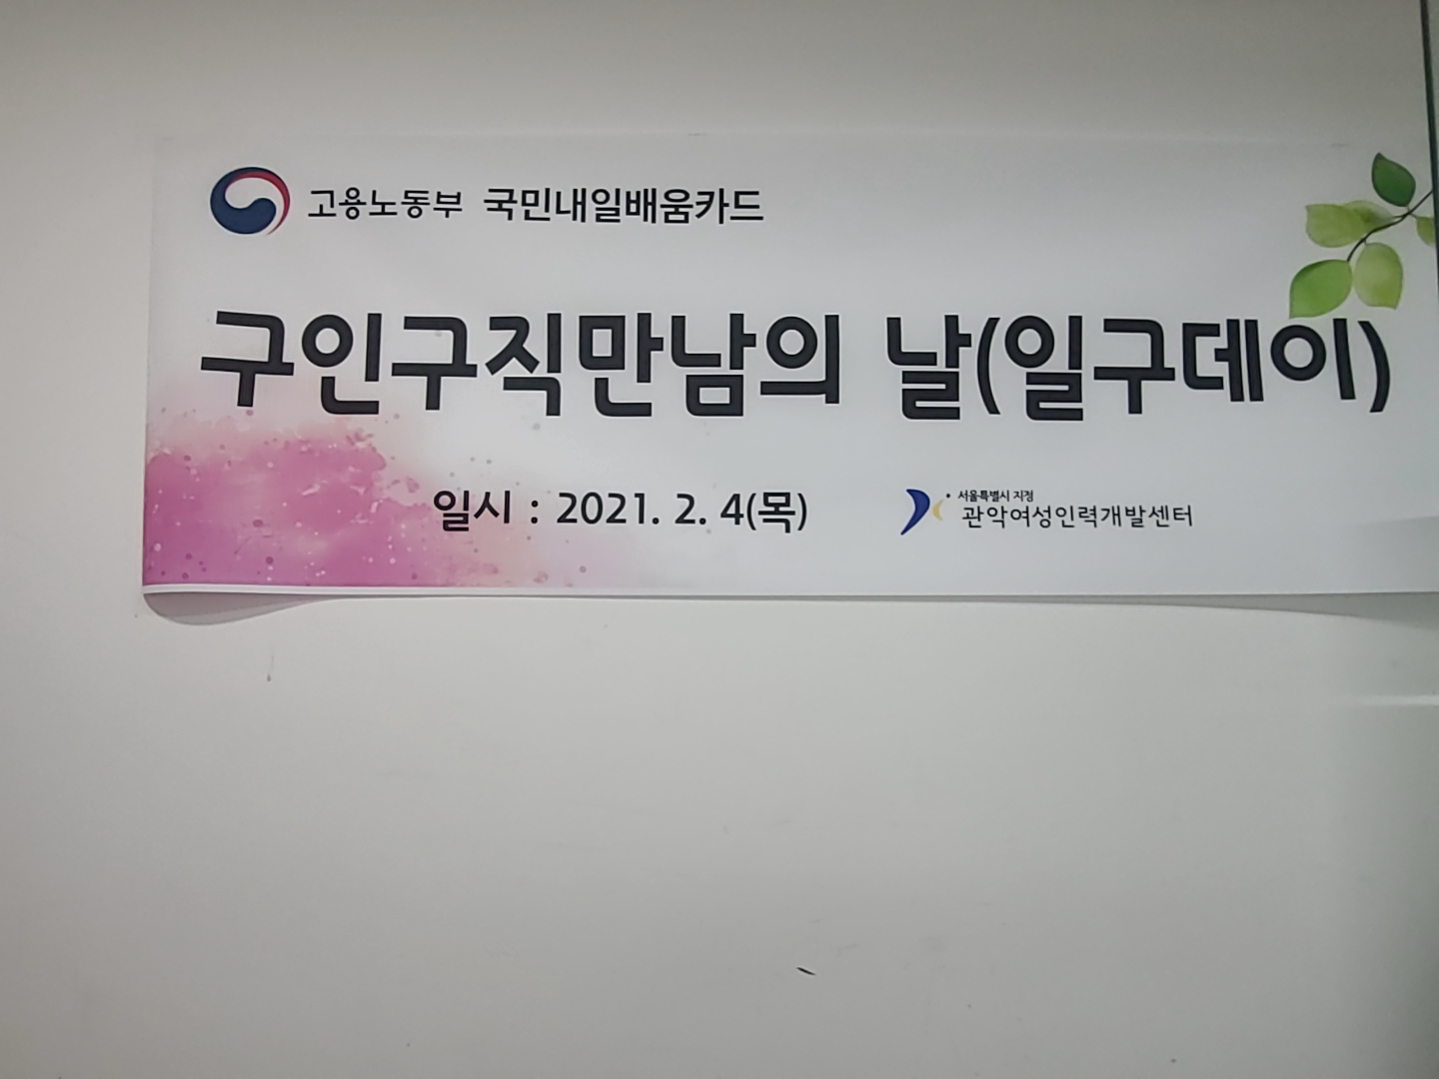 고용노동부 국민내일배움카드
구인구직만남의 날(일구데이)
일시 : 2021. 2. 4(목)
서울특별시 지정
관악여성인력개발센터